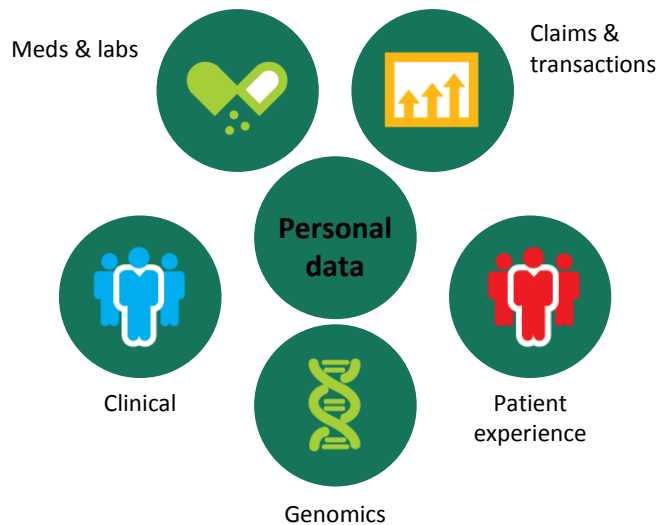 Meds & labs
Claims &
transactions
Personal
data
Clinical
Patient
experience
Genomics